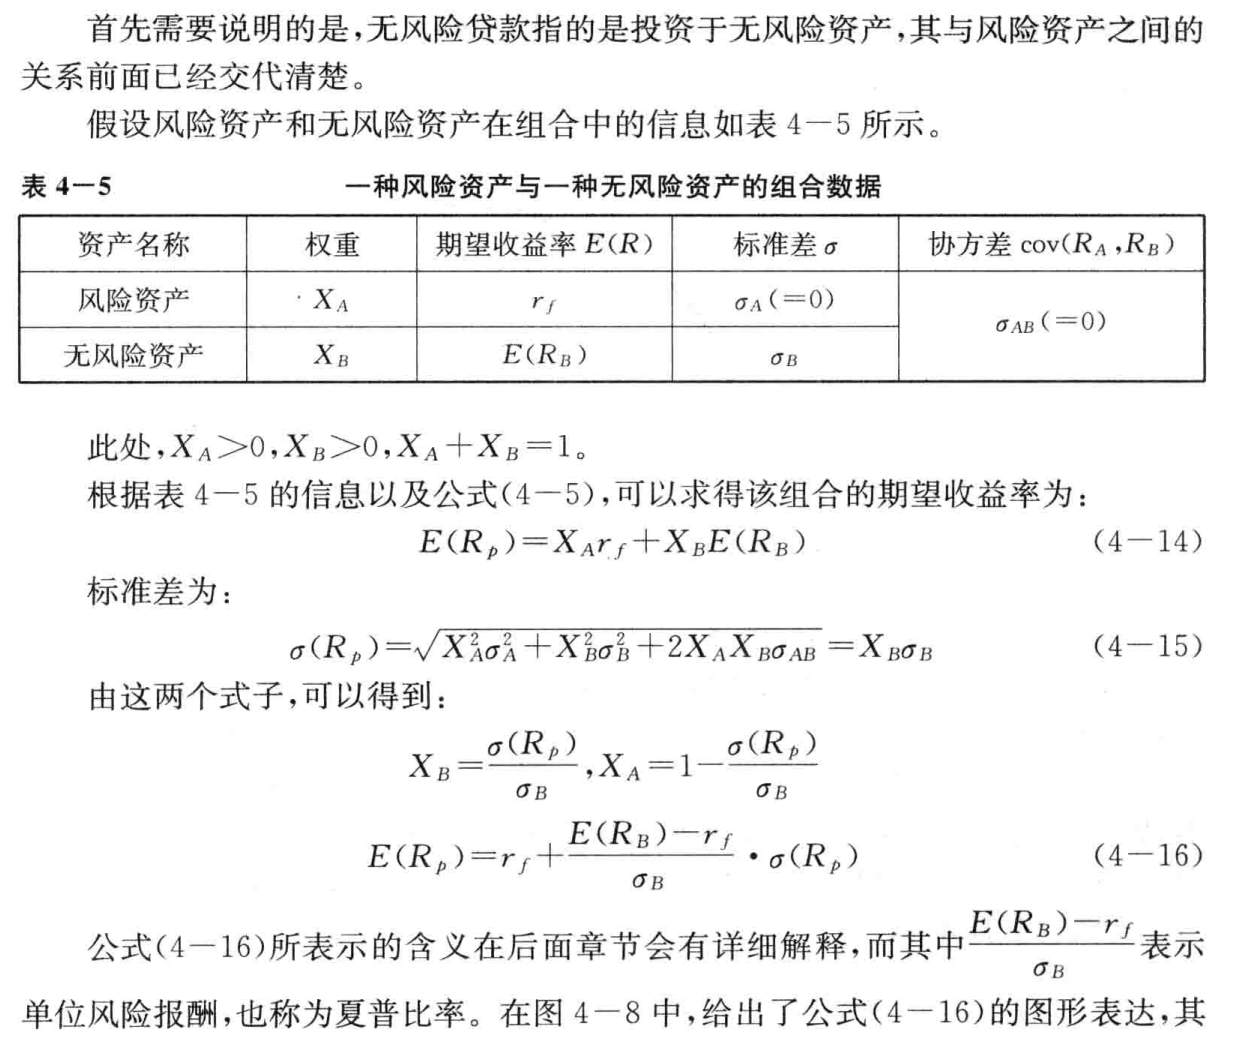 首先需要说明的是,无风险贷款指的是投资于无风险资产,其与风险资产之间的
关系前面已经交代清楚。
假设风险资产和无风险资产在组合中的信息如表 4-5 所示。
表 4-5 一种风险资产与一种无风险资产的组合数据
资产名称 权重 期望收益率 E(R) 标准差 σ 协方差 cov(R_A,R_B)
风险资产 X_A r_f σ_A(=0) σ_AB(=0)
无风险资产 X_B E(R_B) σ_B
此处,X_A>0,X_B>0,X_A+X_B=1。
根据表 4-5 的信息以及公式(4-5),可以求得该组合的期望收益率为:
E(R_p)=X_A r_f+X_B E(R_B) (4-14)
标准差为:
σ(R_p)=√(X_A^2σ_A^2+X_B^2σ_B^2+2X_AX_Bσ_AB)=X_Bσ_B (4-15)
由这两个式子,可以得到:
X_B=σ(R_p)/σ_B,X_A=1-σ(R_p)/σ_B
E(R_p)=r_f+(E(R_B)-r_f)/σ_B·σ(R_p) (4-16)
公式(4-16)所表示的含义在后面章节会有详细解释,而其中(E(R_B)-r_f)/σ_B表示
单位风险报酬,也称为夏普比率。在图 4-8 中,给出了公式(4-16)的图形表达,其